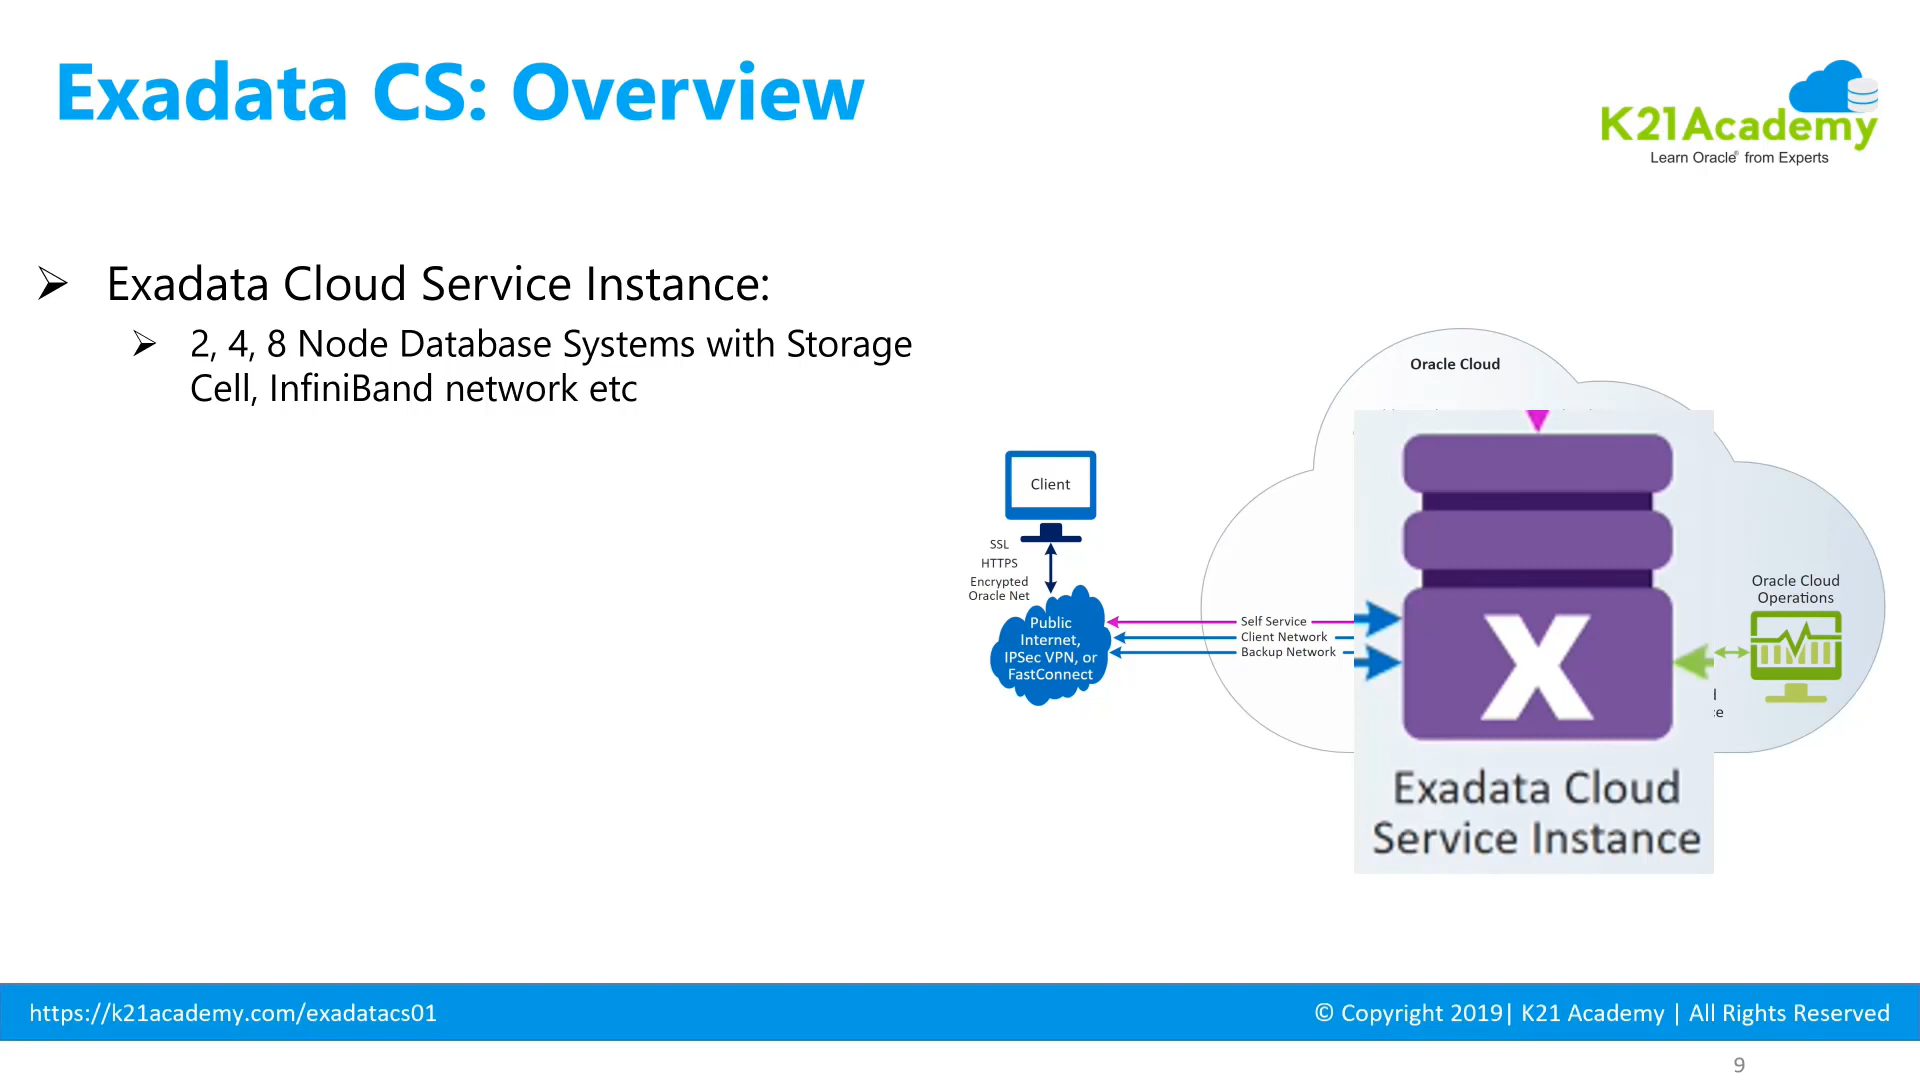 Exadata CS: Overview
K21Academy
Learn Oracle® from Experts
Exadata Cloud Service Instance:
2, 4, 8 Node Database Systems with Storage
Cell, InfiniBand network etc
Oracle Cloud
Client
SSL
HTTPS
Encrypted
Oracle Net
Public
Internet,
IPSec VPN, or
FastConnect
Self Service
Client Network
Backup Network
X
Oracle Cloud
Operations
Exadata Cloud
Service Instance
https://k21academy.com/exadatacs01
© Copyright 2019| K21 Academy | All Rights Reserved
9